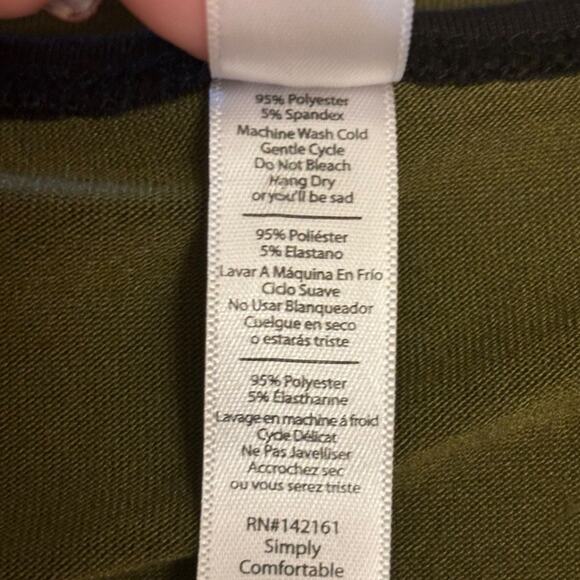 95% Polyester
5% Spandex
Machine Wash Cold
Gentle Cycle
Do Not Bleach
Hang Dry
or you'll be sad
95% Poliéster
5% Elastano
Lavar A Máquina En Frío
Ciclo Suave
No Usar Blanqueador
Cuelgue en seco
o estarás triste
95% Polyester
5% Élasthanne
Lavage en machine á froid
Cycle Délicat
Ne Pas Javelliser
Accrochez sec
ou vous serez triste
RN#142161
Simply
Comfortable